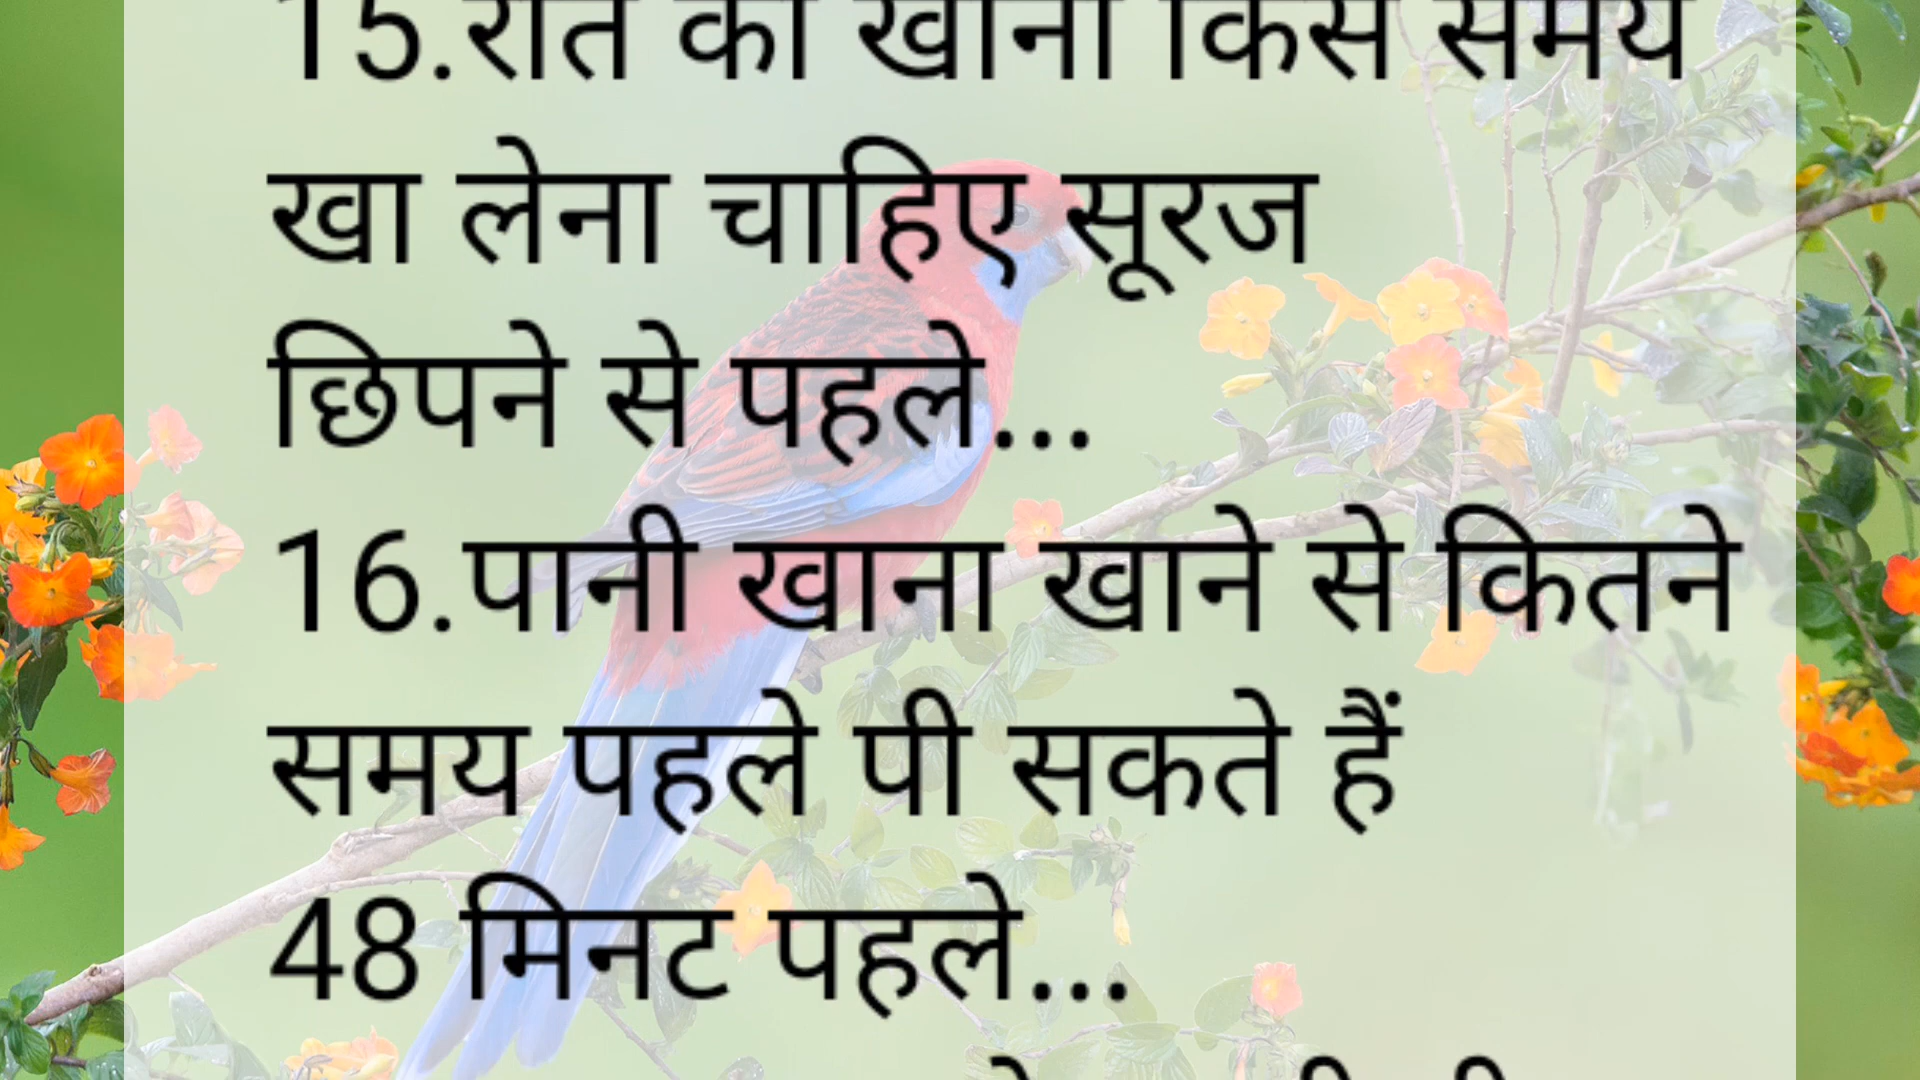 15.रात का खाना किस समय
खा लेना चाहिए सूरज
छिपने से पहले...
16.पानी खाना खाने से कितने
समय पहले पी सकते हैं
48 मिनट पहले...